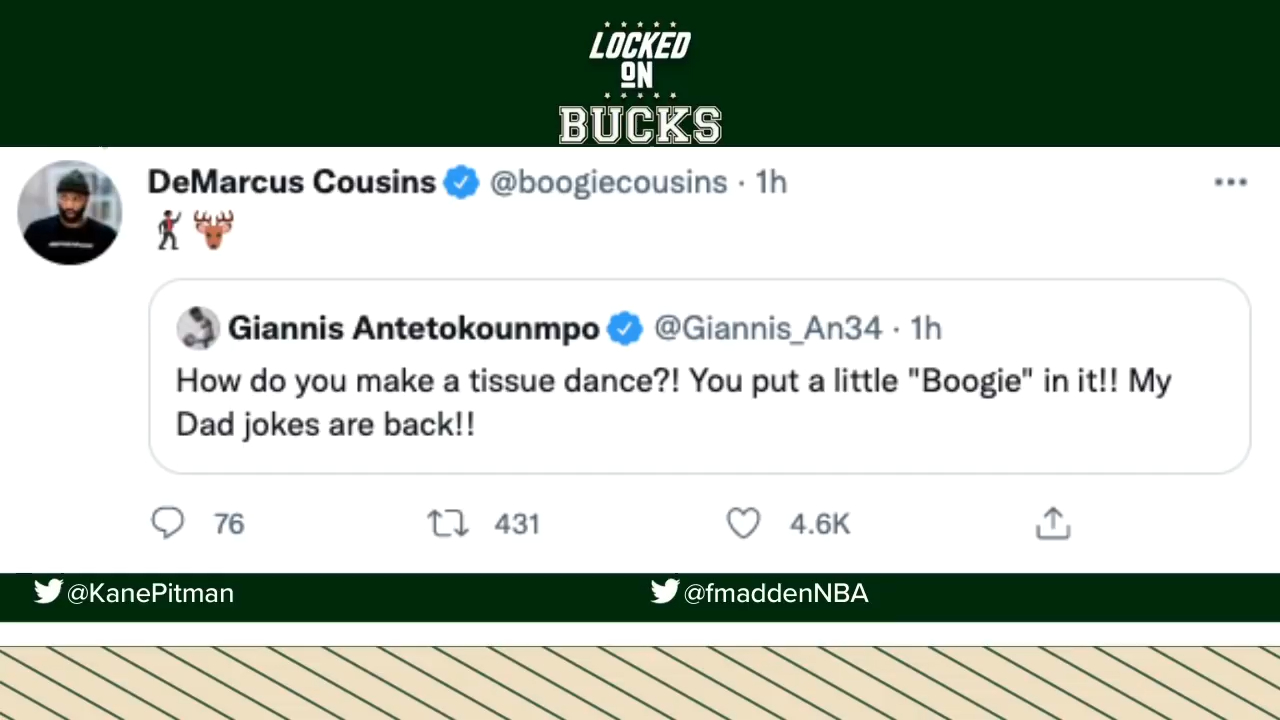 LOCKED
ON
BUCKS
DeMarcus Cousins @boogiecousins · 1h
🕺🏿🦌
Giannis Antetokounmpo @Giannis_An34 · 1h
How do you make a tissue dance?! You put a little "Boogie" in it!! My
Dad jokes are back!!
76 431 4.6K
@KanePitman @fmaddenNBA